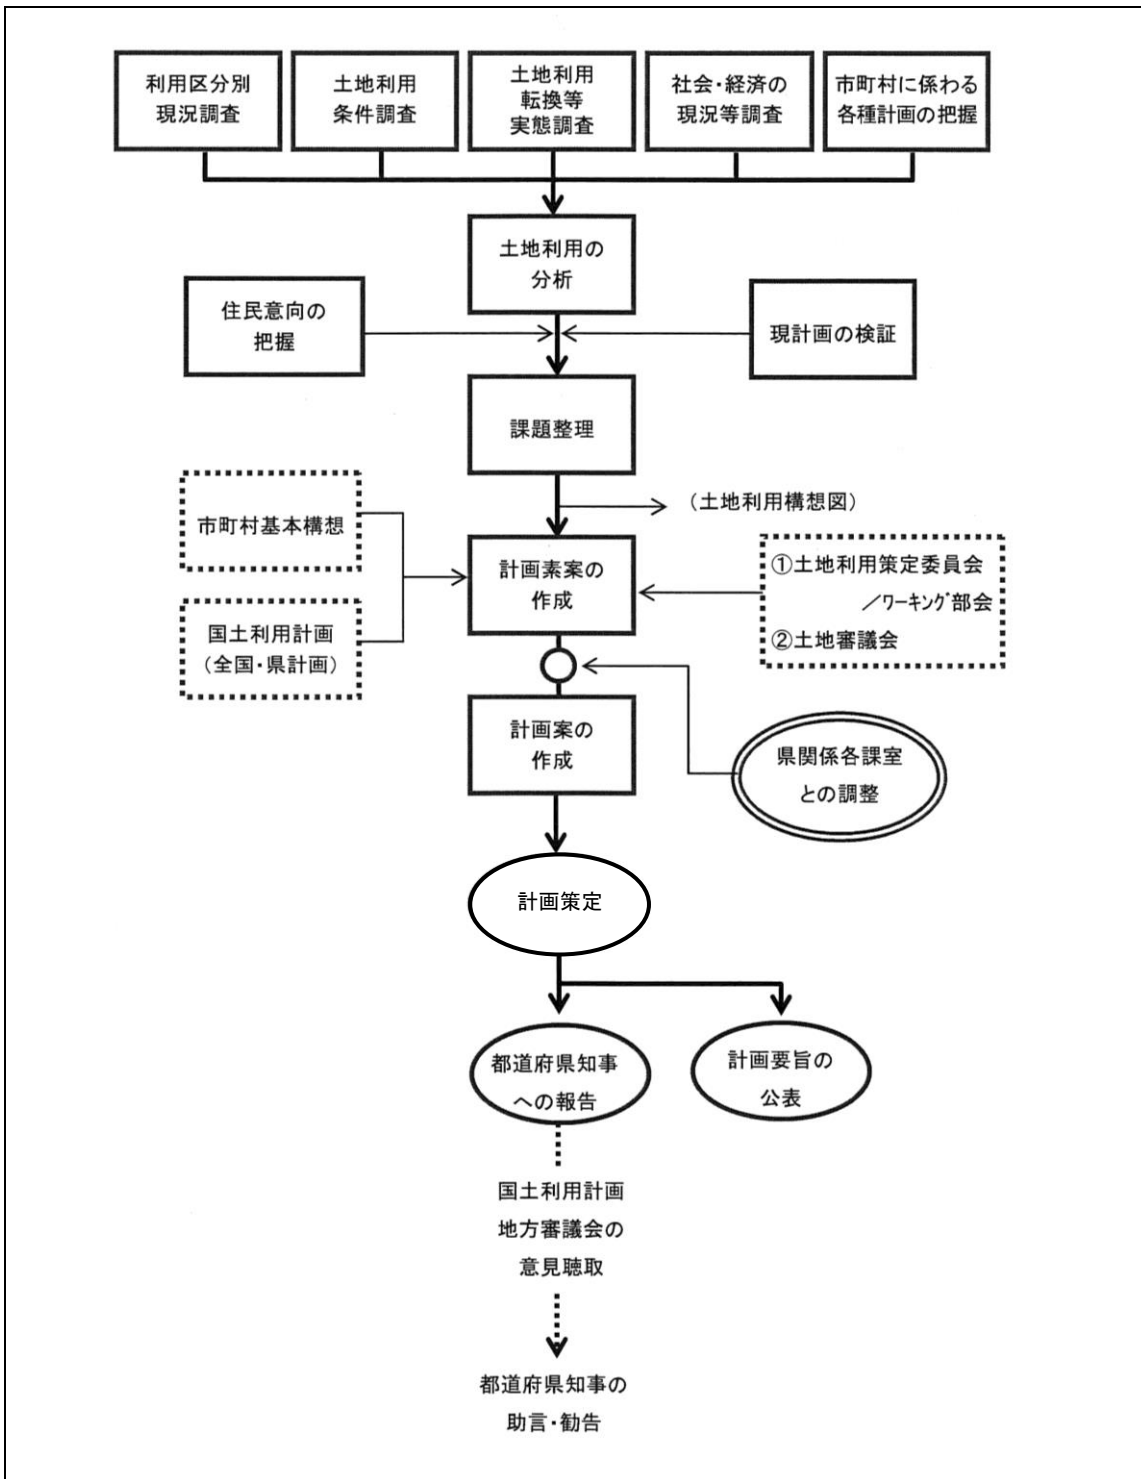 利用区分別
現況調査
土地利用
条件調査
土地利用
転換等
実態調査
社会・経済の
現況等調査
市町村に係わる
各種計画の把握
土地利用の
分析
住民意向の
把握
現計画の検証
課題整理
(土地利用構想図)
市町村基本構想
国土利用計画
(全国・県計画)
計画素案の
作成
①土地利用策定委員会
/ワーキング部会
②土地審議会
計画案の
作成
県関係各課室
との調整
計画策定
都道府県知事
への報告
計画要旨の
公表
国土利用計画
地方審議会の
意見聴取
都道府県知事の
助言・勧告